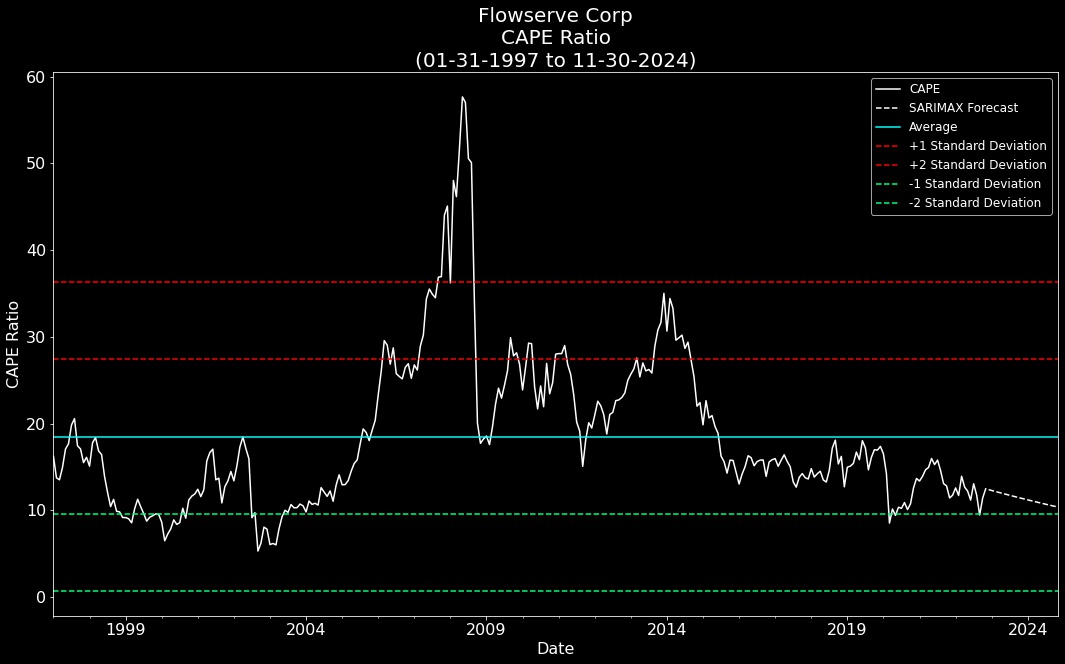 Flowserve Corp
CAPE Ratio
(01-31-1997 to 11-30-2024)
CAPE
SARIMAX Forecast
Average
+1 Standard Deviation
+2 Standard Deviation
-1 Standard Deviation
-2 Standard Deviation
CAPE Ratio
60
50
40
30
20
10
0
1999 2004 2009 2014 2019 2024
Date